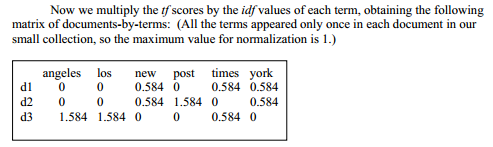 Now we multiply the tf scores by the idf values of each term, obtaining the following
matrix of documents-by-terms: (All the terms appeared only once in each document in our
small collection, so the maximum value for normalization is 1.)
angeles los new post times york
d1 0 0 0.584 0 0.584 0.584
d2 0 0 0.584 1.584 0 0.584
d3 1.584 1.584 0 0 0.584 0